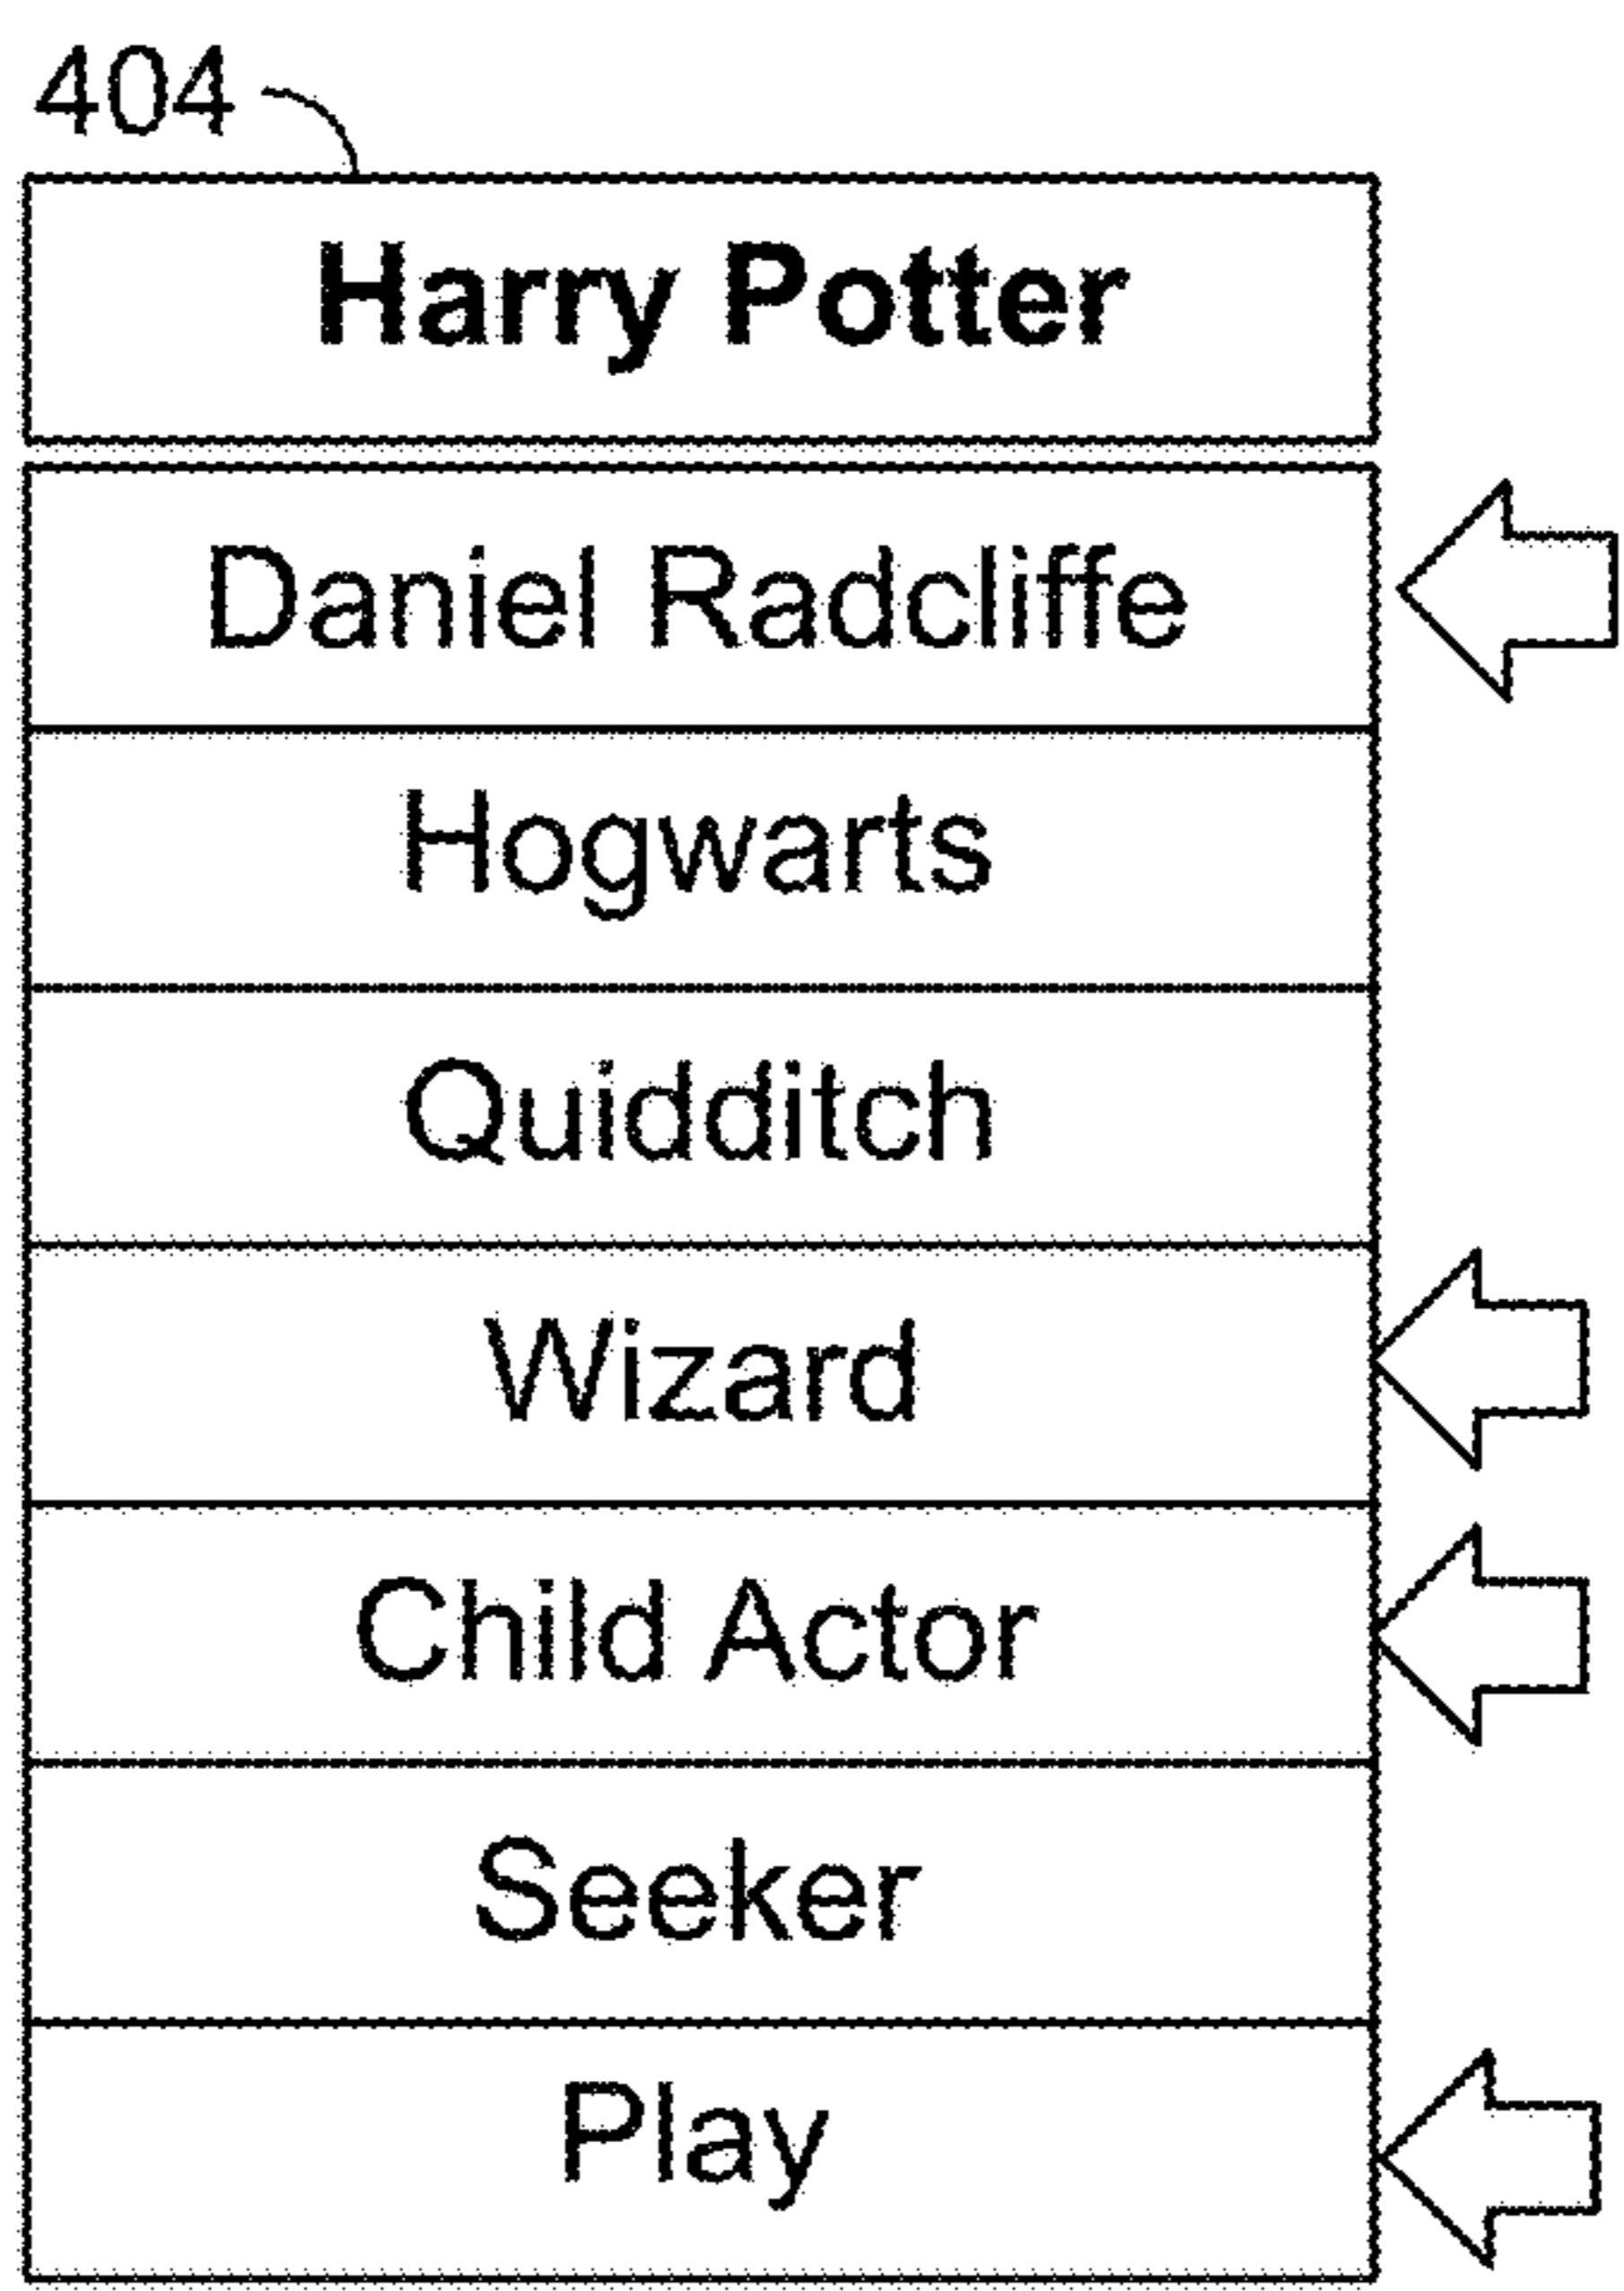 404
Harry Potter
Daniel Radcliffe
Hogwarts
Quidditch
Wizard
Child Actor
Seeker
Play